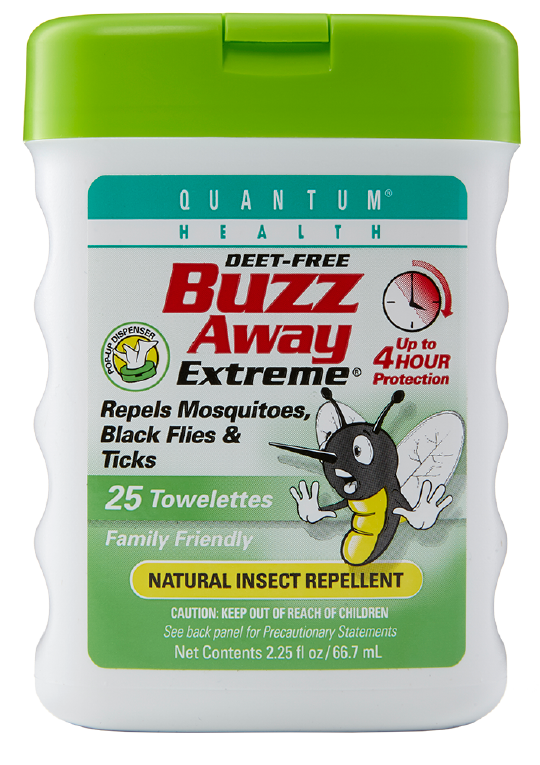 QUANTUM®
HEALTH
DEET-FREE
BUZZ
Away
Extreme®
POP-UP DISPENSER
Up to
4 HOUR
Protection
Repels Mosquitoes,
Black Flies &
Ticks
25 Towelettes
Family Friendly
NATURAL INSECT REPELLENT
CAUTION: KEEP OUT OF REACH OF CHILDREN
See back panel for Precautionary Statements
Net Contents 2.25 fl oz/66.7 mL